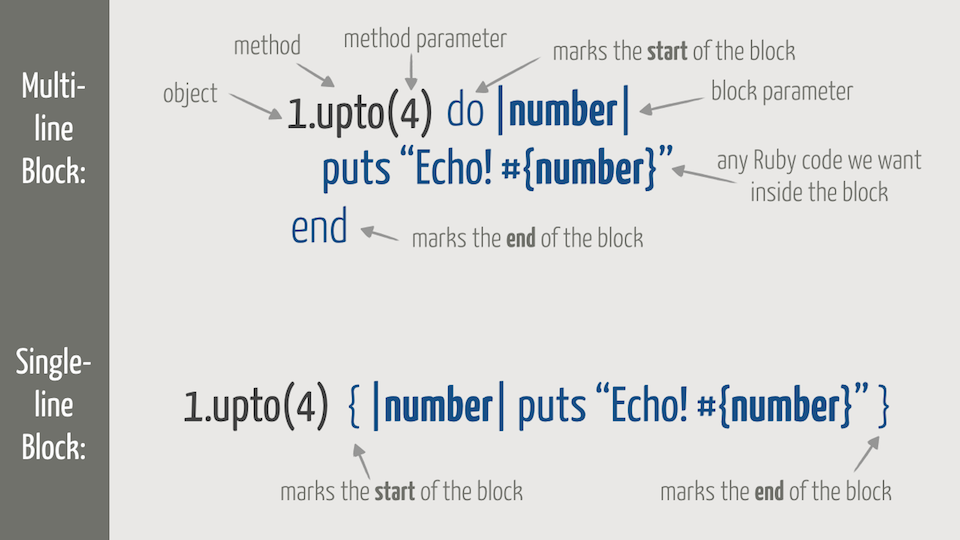 Multi-
line
Block:
method
method parameter
marks the start of the block
object
block parameter
1.upto(4) do |number|
puts “Echo! #{number}”
any Ruby code we want
inside the block
end
marks the end of the block
Single-
line
Block:
1.upto(4) { |number| puts “Echo! #{number}” }
marks the start of the block
marks the end of the block